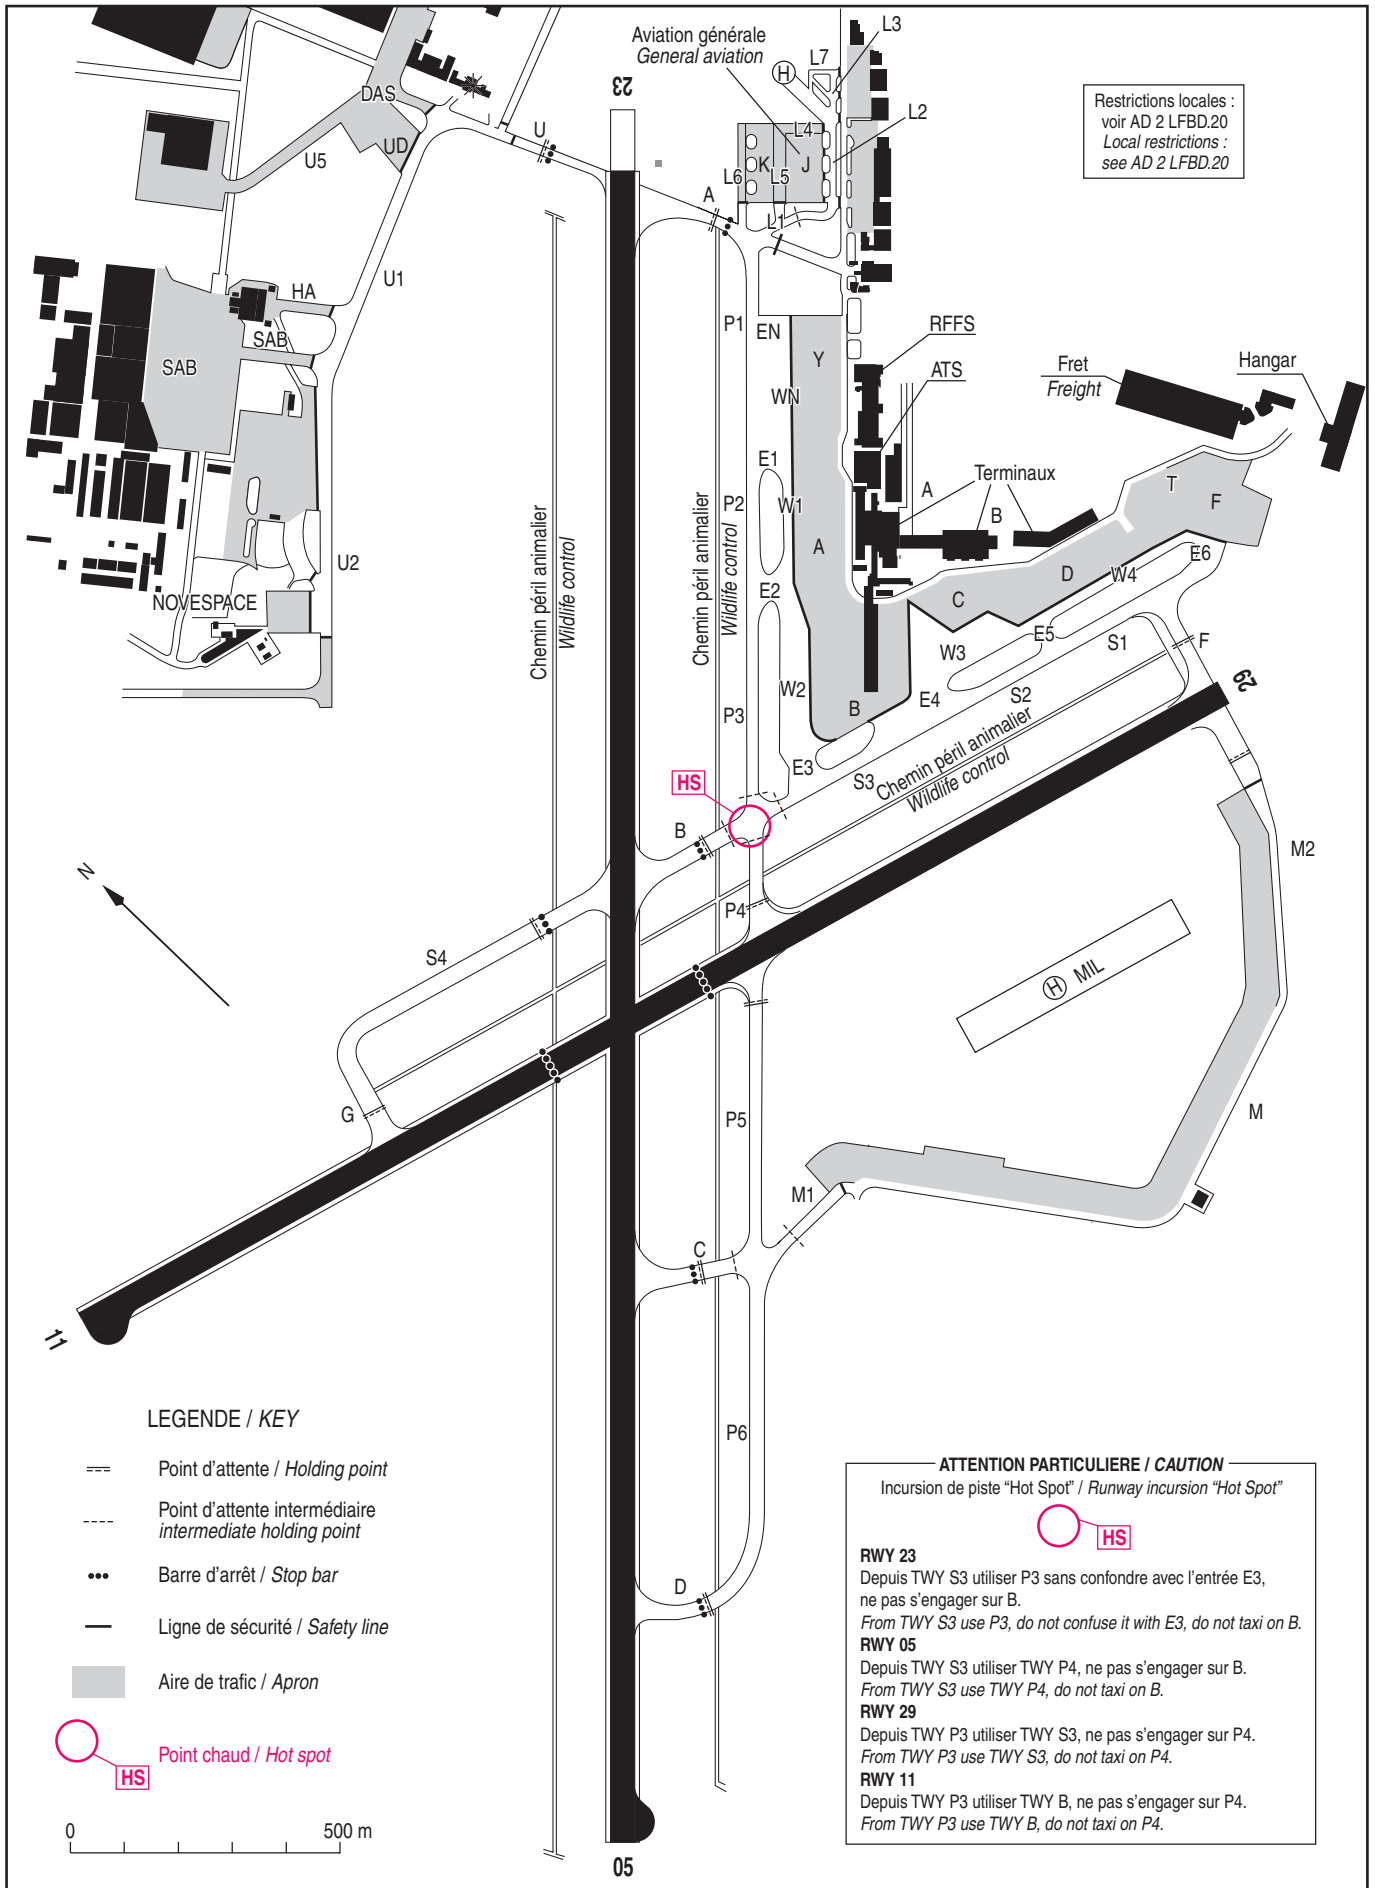 23
Aviation générale
General aviation
L3
L7
H
L2
L4
K
J
L6
L5
L1
Restrictions locales :
voir AD 2 LFBD.20
Local restrictions :
see AD 2 LFBD.20
DAS
UD
U5
U
A
U1
HA
SAB
SAB
P1
EN
Y
RFFS
ATS
WN
Fret
Freight
Hangar
E1
P2
W1
A
A
Terminaux
B
T
F
E6
W4
D
C
E5
S1
F
29
U2
NOVESPACE
Chemin péril animalier
Wildlife control
Chemin péril animalier
Wildlife control
E2
W3
W2
P3
B
E4
S2
E3
S3
Chemin péril animalier
Wildlife control
HS
B
M2
N
P4
S4
H MIL
G
P5
M
M1
C
11
P6
D
05
LEGENDE / KEY
Point d'attente / Holding point
Point d'attente intermédiaire
intermediate holding point
Barre d'arrêt / Stop bar
Ligne de sécurité / Safety line
Aire de trafic / Apron
Point chaud / Hot spot
HS
0
500 m
ATTENTION PARTICULIERE / CAUTION
Incursion de piste “Hot Spot” / Runway incursion “Hot Spot”
HS
RWY 23
Depuis TWY S3 utiliser P3 sans confondre avec l'entrée E3,
ne pas s'engager sur B.
From TWY S3 use P3, do not confuse it with E3, do not taxi on B.
RWY 05
Depuis TWY S3 utiliser TWY P4, ne pas s'engager sur B.
From TWY S3 use TWY P4, do not taxi on B.
RWY 29
Depuis TWY P3 utiliser TWY S3, ne pas s'engager sur P4.
From TWY P3 use TWY S3, do not taxi on P4.
RWY 11
Depuis TWY P3 utiliser TWY B, ne pas s'engager sur P4.
From TWY P3 use TWY B, do not taxi on P4.